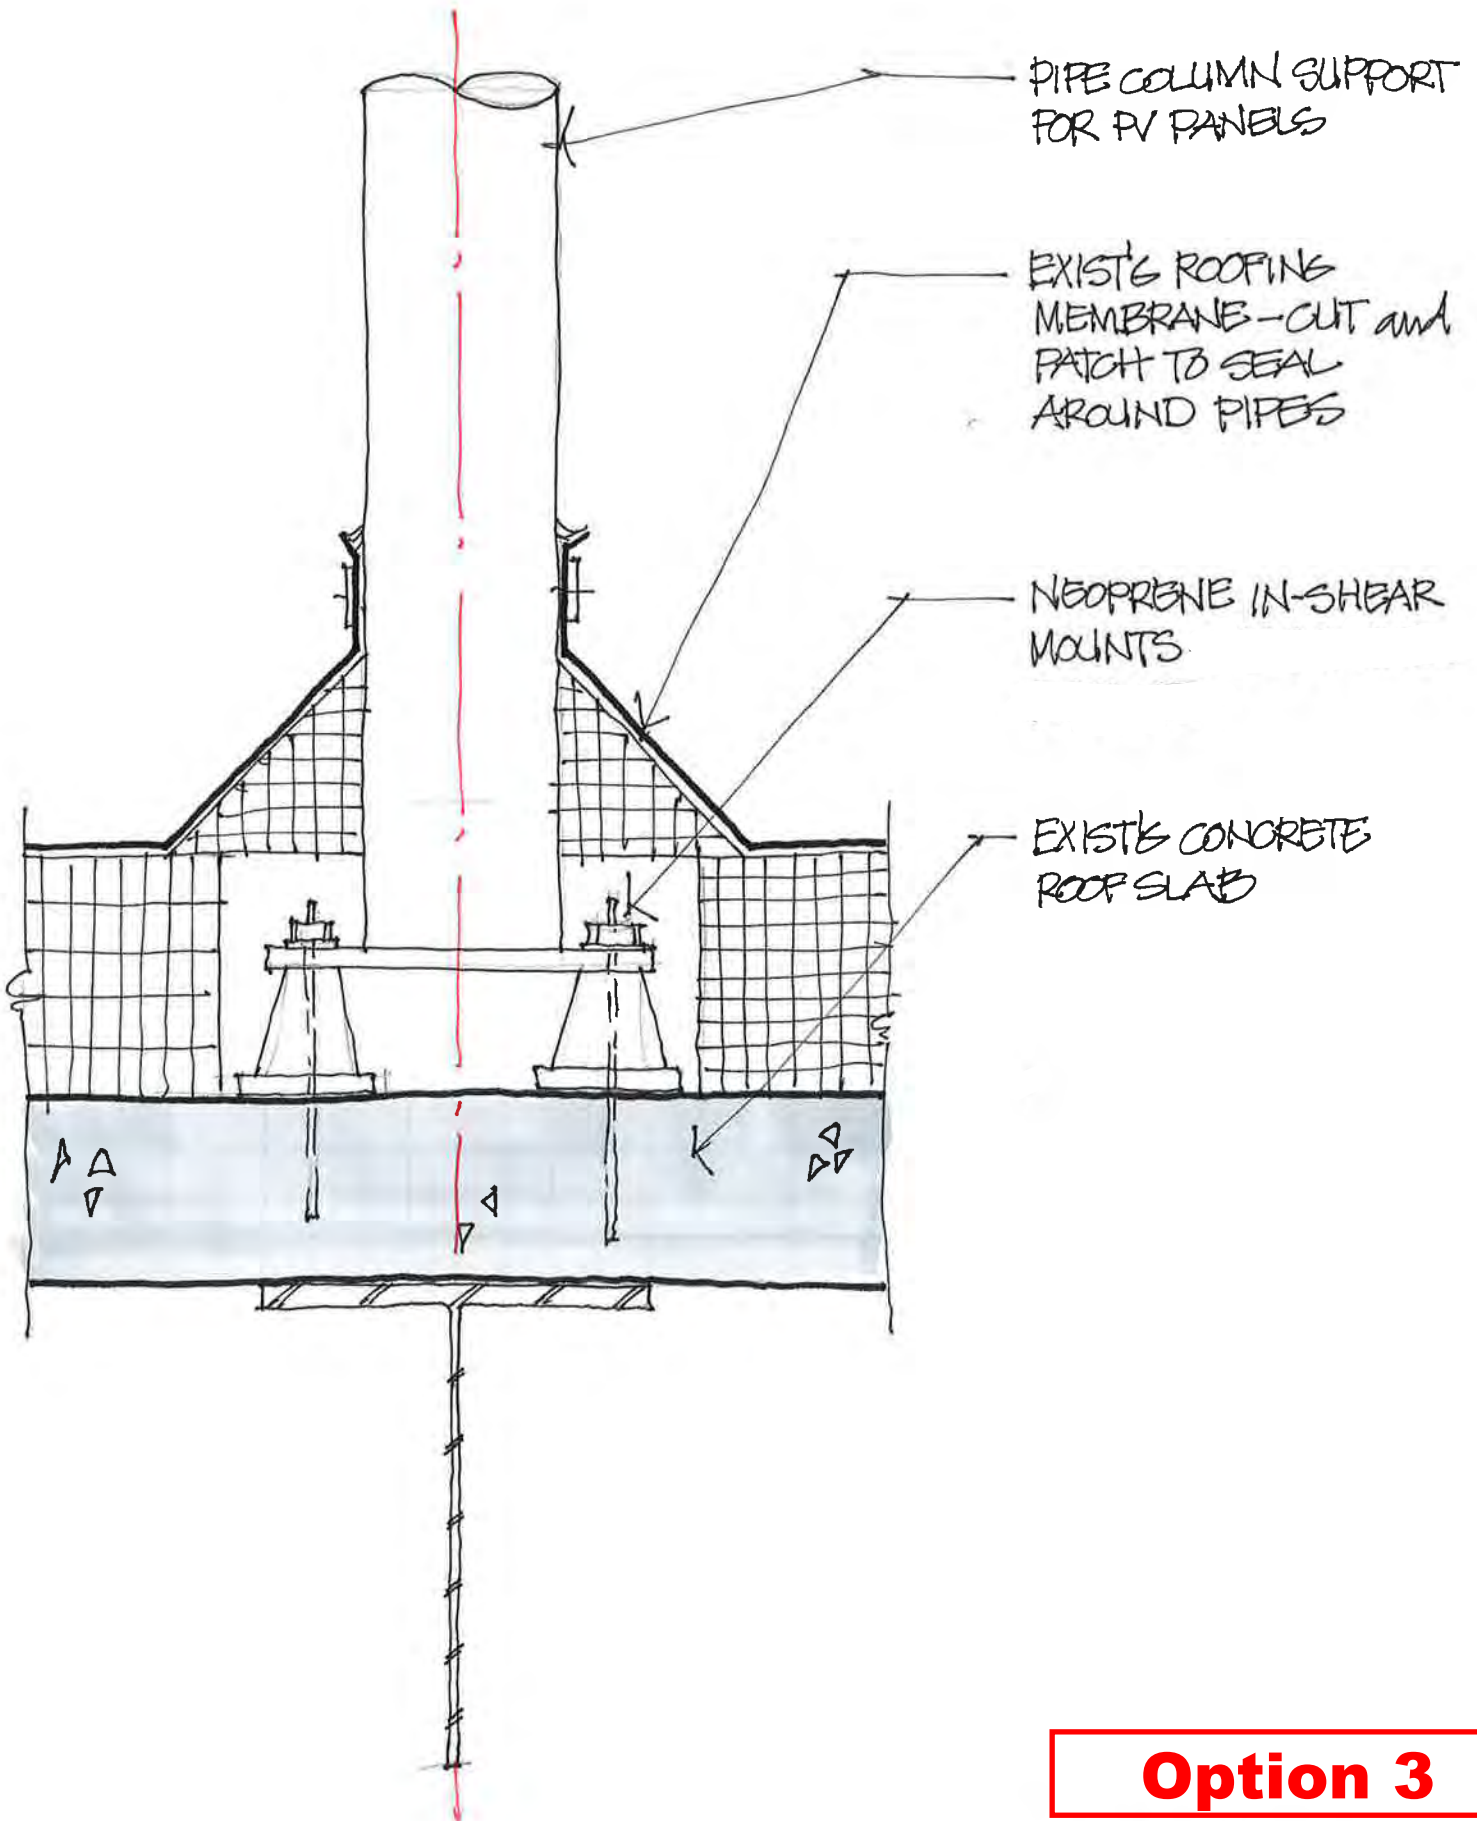 PIPE COLUMN SUPPORT
FOR PV PANELS
EXIST'G ROOFING
MEMBRANE - CUT and
PATCH TO SEAL
AROUND PIPES
NEOPRENE IN-SHEAR
MOUNTS
EXIST'G CONCRETE
ROOF SLAB
Option 3